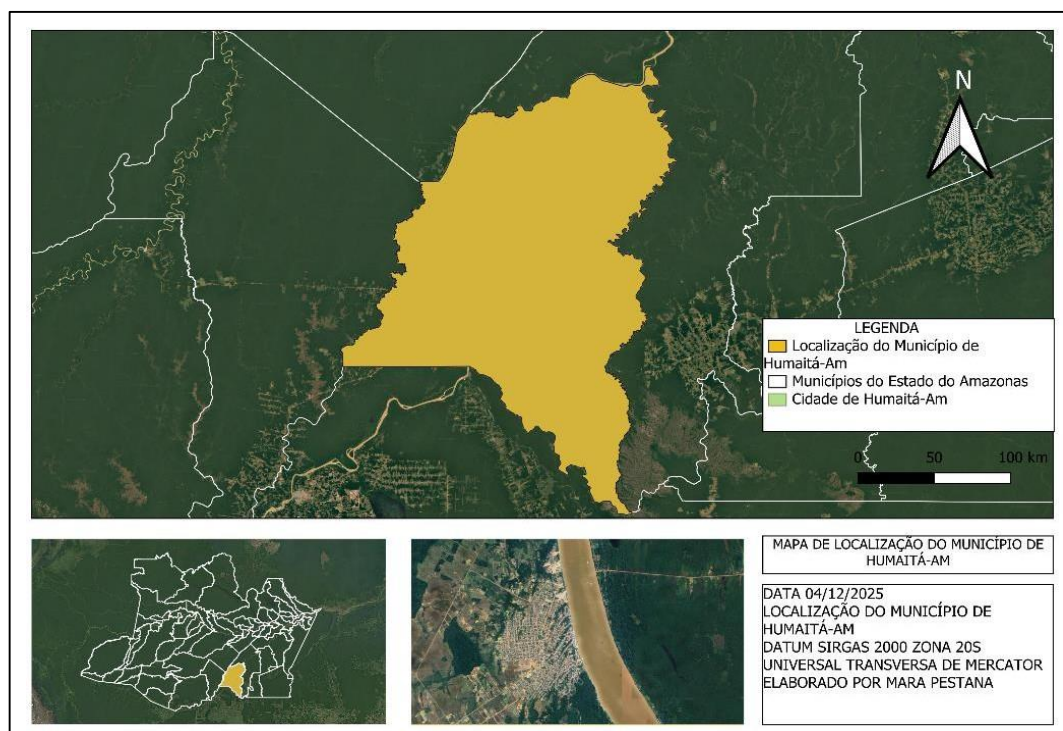 N
LEGENDA
Localização do Município de
Humaitá-Am
Municípios do Estado do Amazonas
Cidade de Humaitá-Am
0 50 100 km
MAPA DE LOCALIZAÇÃO DO MUNICÍPIO DE
HUMAITÁ-AM
DATA 04/12/2025
LOCALIZAÇÃO DO MUNICÍPIO DE
HUMAITÁ-AM
DATUM SIRGAS 2000 ZONA 20S
UNIVERSAL TRANSVERSA DE MERCATOR
ELABORADO POR MARA PESTANA